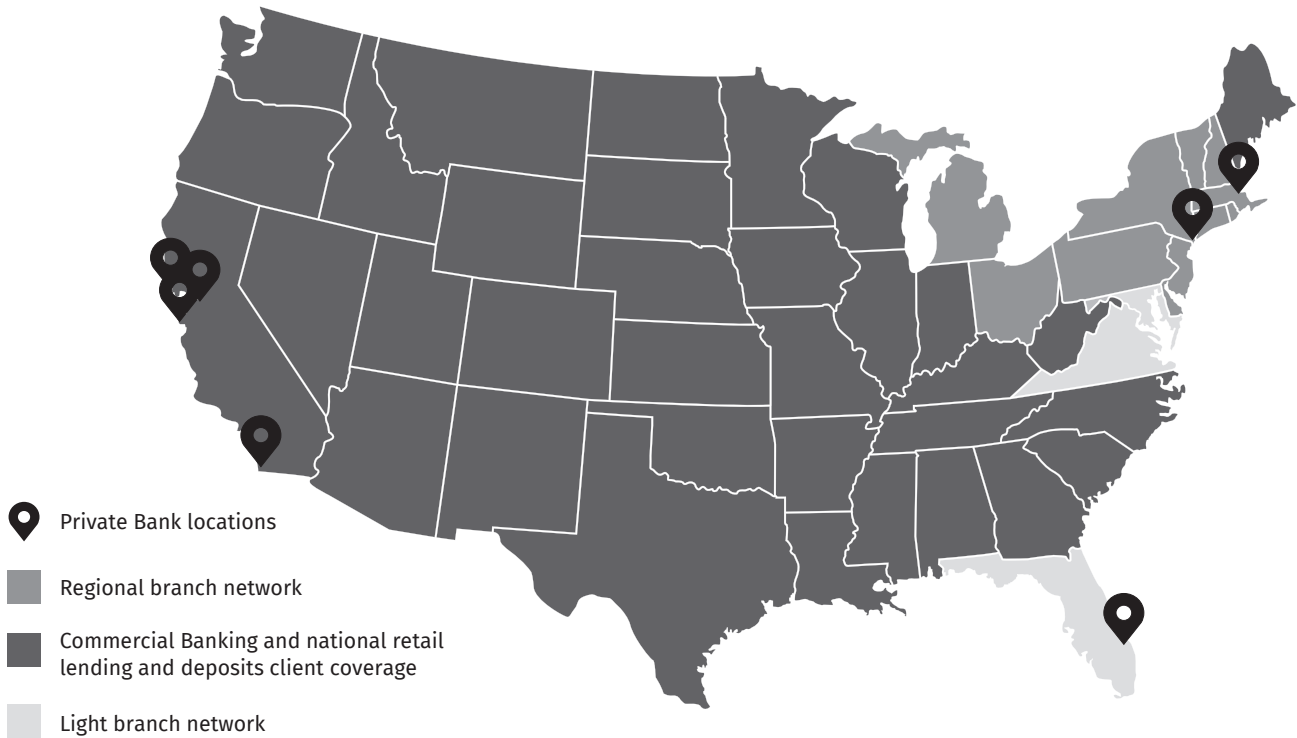 Private Bank locations
Regional branch network
Commercial Banking and national retail
lending and deposits client coverage
Light branch network